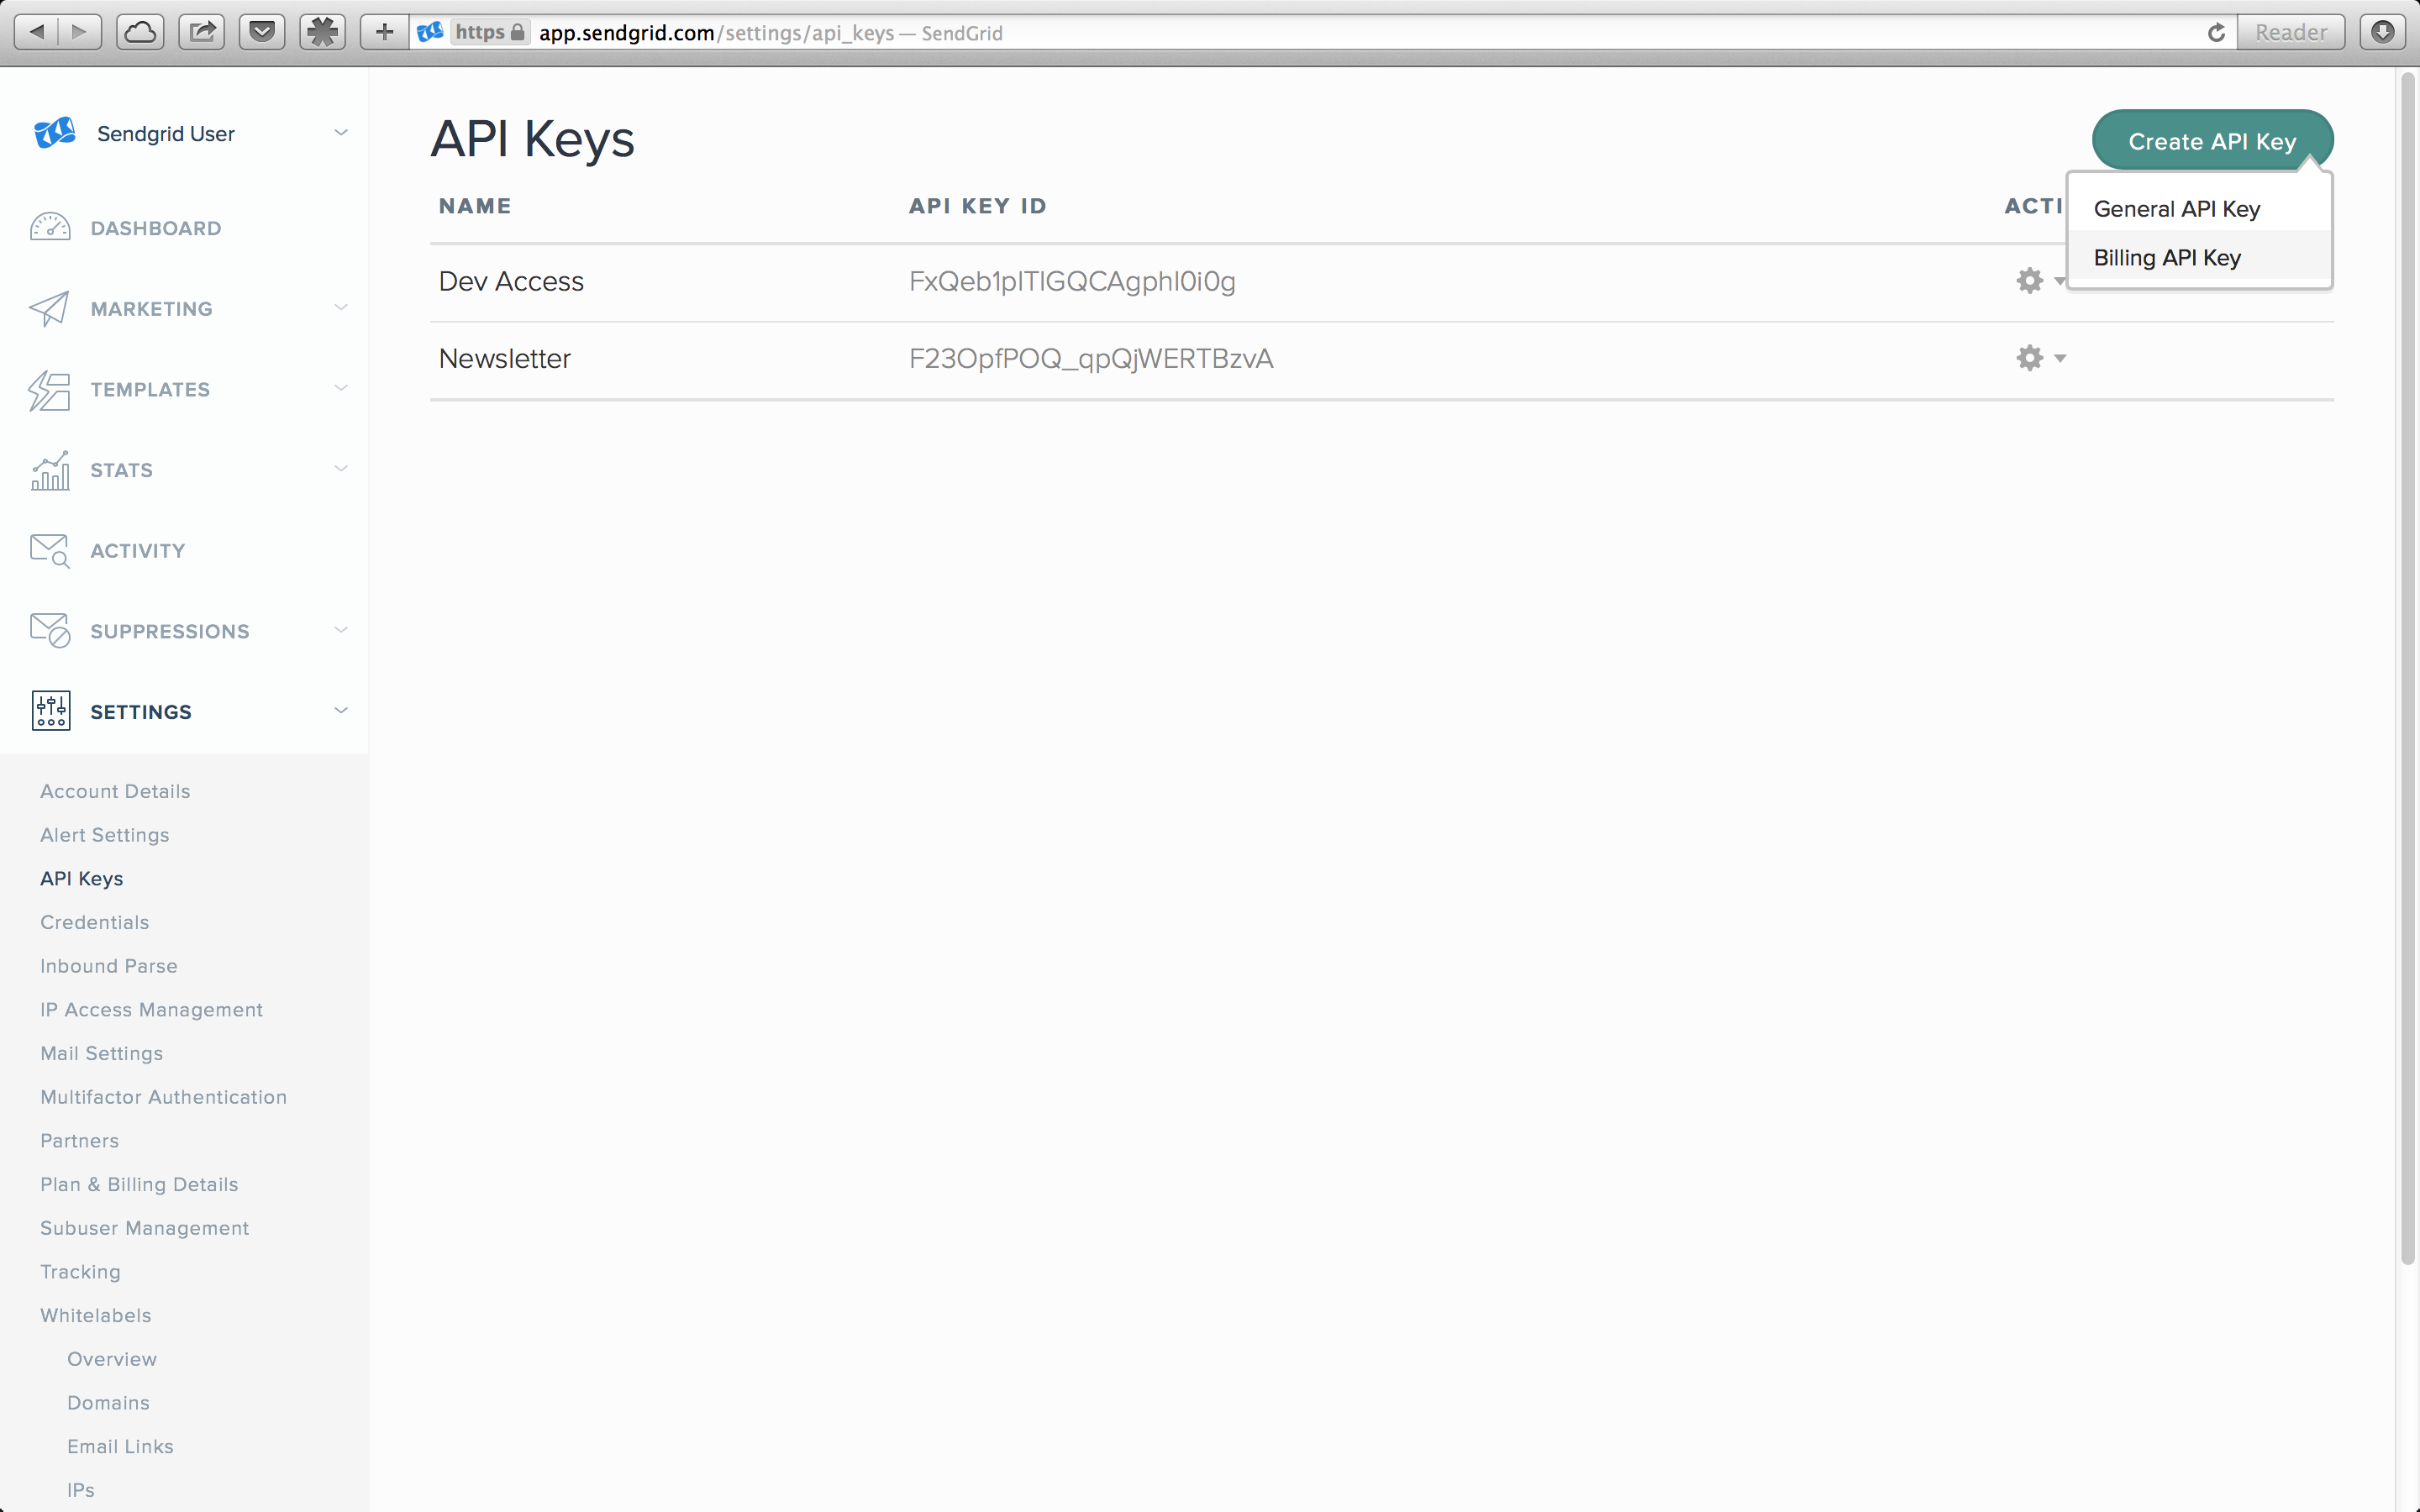 https app.sendgrid.com/settings/api_keys — SendGrid
Reader
Sendgrid User
DASHBOARD
MARKETING
TEMPLATES
STATS
ACTIVITY
SUPPRESSIONS
SETTINGS
Account Details
Alert Settings
API Keys
Credentials
Inbound Parse
IP Access Management
Mail Settings
Multifactor Authentication
Partners
Plan & Billing Details
Subuser Management
Tracking
Whitelabels
Overview
Domains
Email Links
IPs
API Keys
Create API Key
General API Key
Billing API Key
NAME API KEY ID ACTI
Dev Access
Newsletter F23OpfPOQ_qpQjWERTBzvA